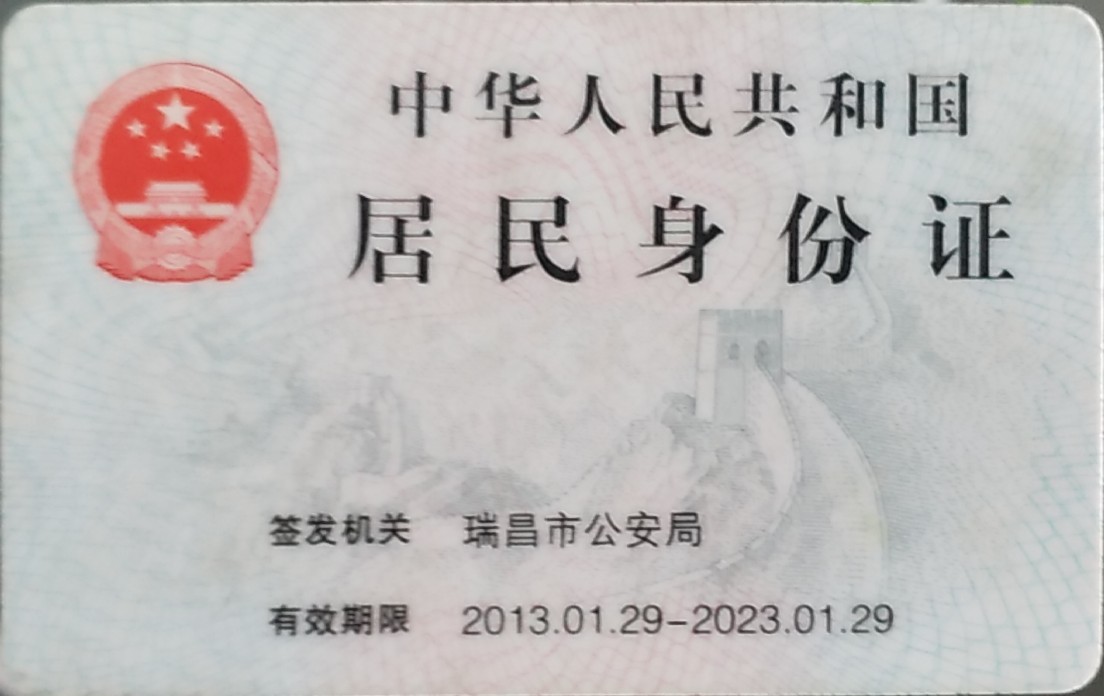 中华人民共和国
居民身份证
签发机关 瑞昌市公安局
有效期限 2013.01.29-2023.01.29